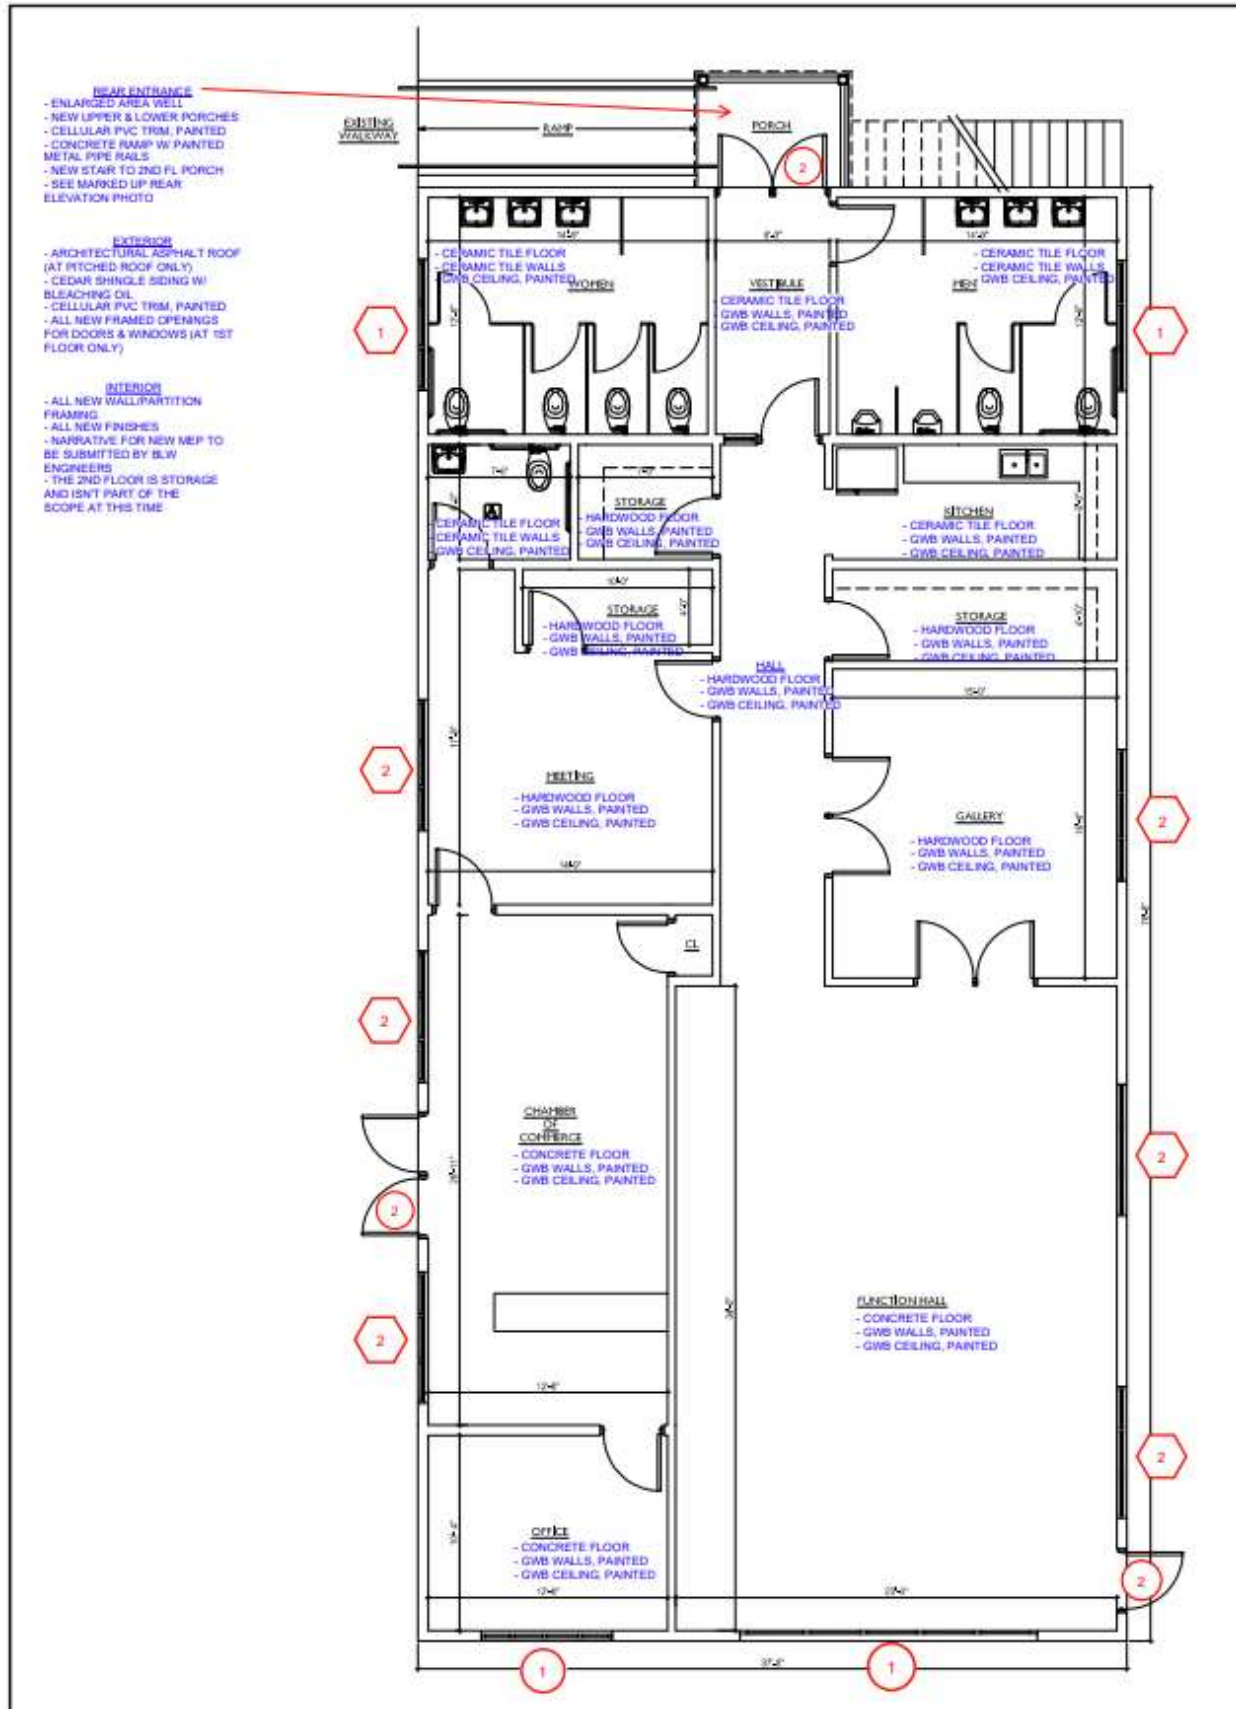 REAR ENTRANCE
- ENLARGED AREA WELL
- NEW UPPER & LOWER PORCHES
- CELLULAR PVC TRIM, PAINTED
- CONCRETE RAMP W/ PAINTED
METAL PIPE RAILS
- NEW STAIR TO 2ND FL PORCH
- SEE MARKED UP REAR
ELEVATION PHOTO
EXTERIOR
- ARCHITECTURAL ASPHALT ROOF
(AT PITCHED ROOF ONLY)
- CEDAR SHINGLE SIDING W/
BLEACHING OIL
- CELLULAR PVC TRIM, PAINTED
- ALL NEW FRAMED OPENINGS
FOR DOORS & WINDOWS (AT 1ST
FLOOR ONLY)
INTERIOR
- ALL NEW WALL/PARTITION
FRAMING
- ALL NEW FINISHES
- NARRATIVE FOR NEW MEP TO
BE SUBMITTED BY BLW
ENGINEERS
- THE 2ND FLOOR IS STORAGE
AND ISN'T PART OF THE
SCOPE AT THIS TIME
EXISTING
WALKWAY
RAMP
PORCH
2
- CERAMIC TILE FLOOR
- CERAMIC TILE WALLS
- GWB CEILING, PAINTED
WOMEN
1
VESTIBULE
- CERAMIC TILE FLOOR
- GWB WALLS, PAINTED
- GWB CEILING, PAINTED
- CERAMIC TILE FLOOR
- CERAMIC TILE WALLS
- GWB CEILING, PAINTED
MEN
1
- CERAMIC TILE FLOOR
- CERAMIC TILE WALLS
- GWB CEILING, PAINTED
STORAGE
- HARDWOOD FLOOR
- GWB WALLS, PAINTED
- GWB CEILING, PAINTED
KITCHEN
- CERAMIC TILE FLOOR
- GWB WALLS, PAINTED
- GWB CEILING, PAINTED
10'-0"
STORAGE
- HARDWOOD FLOOR
- GWB WALLS, PAINTED
- GWB CEILING, PAINTED
STORAGE
- HARDWOOD FLOOR
- GWB WALLS, PAINTED
- GWB CEILING, PAINTED
HALL
- HARDWOOD FLOOR
- GWB WALLS, PAINTED
- GWB CEILING, PAINTED
15'-0"
2
MEETING
- HARDWOOD FLOOR
- GWB WALLS, PAINTED
- GWB CEILING, PAINTED
GALLERY
- HARDWOOD FLOOR
- GWB WALLS, PAINTED
- GWB CEILING, PAINTED
2
CL
2
CHAMBER
OF
COMMERCE
- CONCRETE FLOOR
- GWB WALLS, PAINTED
- GWB CEILING, PAINTED
2
2
2
FUNCTION HALL
- CONCRETE FLOOR
- GWB WALLS, PAINTED
- GWB CEILING, PAINTED
2
OFFICE
- CONCRETE FLOOR
- GWB WALLS, PAINTED
- GWB CEILING, PAINTED
2
1
1